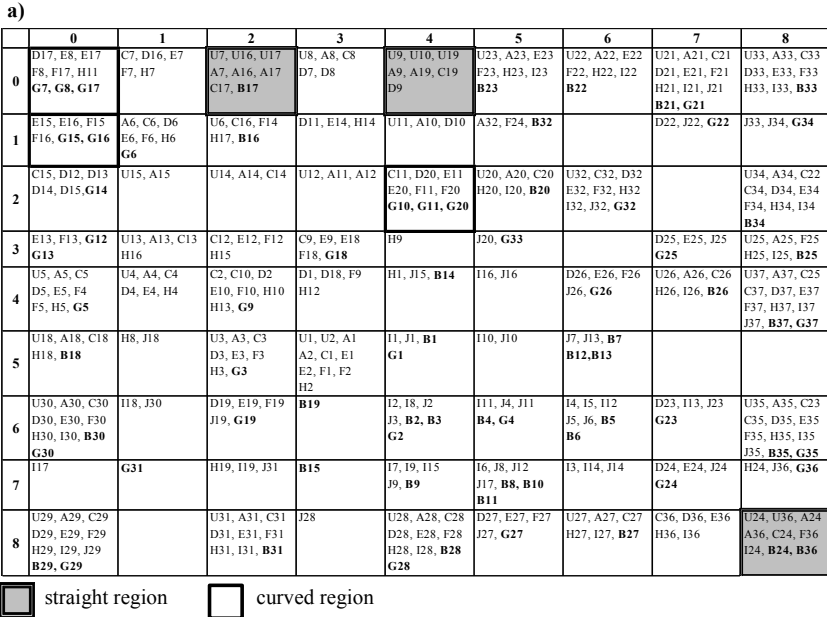 a)
0 1 2 3 4 5 6 7 8
0
D17, E8, E17
F8, F17, H11
G7, G8, G17
C7, D16, E7
F7, H7
U7, U16, U17
A7, A16, A17
C17, B17
U8, A8, C8
D7, D8
U9, U10, U19
A9, A19, C19
D9
U23, A23, E23
F23, H23, I23
B23
U22, A22, E22
F22, H22, I22
B22
U21, A21, C21
D21, E21, F21
H21, I21, J21
B21, G21
U33, A33, C33
D33, E33, F33
H33, I33, B33
1
E15, E16, F15
F16, G15, G16
A6, C6, D6
E6, F6, H6
G6
U6, C16, F14
H17, B16
D11, E14, H14
U11, A10, D10
A32, F24, B32
D22, J22, G22
J33, J34, G34
2
C15, D12, D13
D14, D15,G14
U15, A15
U14, A14, C14
U12, A11, A12
C11, D20, E11
E20, F11, F20
G10, G11, G20
U20, A20, C20
H20, I20, B20
U32, C32, D32
E32, F32, H32
I32, J32, G32
U34, A34, C22
C34, D34, E34
F34, H34, I34
B34
3
E13, F13, G12
G13
U13, A13, C13
H16
C12, E12, F12
H15
C9, E9, E18
F18, G18
H9
J20, G33
D25, E25, J25
G25
U25, A25, F25
H25, I25, B25
4
U5, A5, C5
D5, E5, F4
F5, H5, G5
U4, A4, C4
D4, E4, H4
C2, C10, D2
E10, F10, H10
H13, G9
D1, D18, F9
H12
H1, J15, B14
I16, J16
D26, E26, F26
J26, G26
U26, A26, C26
H26, I26, B26
U37, A37, C25
C37, D37, E37
F37, H37, I37
J37, B37, G37
5
U18, A18, C18
H18, B18
H8, J18
U3, A3, C3
D3, E3, F3
H3, G3
U1, U2, A1
A2, C1, E1
E2, F1, F2
H2
I1, J1, B1
G1
I10, J10
J7, J13, B7
B12,B13
6
U30, A30, C30
D30, E30, F30
H30, I30, B30
G30
I18, J30
D19, E19, F19
J19, G19
B19
I2, I8, J2
J3, B2, B3
G2
I11, J4, J11
B4, G4
I4, I5, I12
J5, J6, B5
B6
D23, I13, J23
G23
U35, A35, C23
C35, D35, E35
F35, H35, I35
J35, B35, G35
7
I17
G31
H19, I19, J31
B15
I7, I9, I15
J9, B9
I6, J8, J12
J17, B8, B10
B11
I3, I14, J14
D24, E24, J24
G24
H24, J36, G36
8
U29, A29, C29
D29, E29, F29
H29, I29, J29
B29, G29
U31, A31, C31
D31, E31, F31
H31, I31, B31
J28
U28, A28, C28
D28, E28, F28
H28, I28, B28
G28
D27, E27, F27
J27, G27
U27, A27, C27
H27, I27, B27
C36, D36, E36
H36, I36
U24, U36, A24
A36, C24, F36
I24, B24, B36
straight region curved region